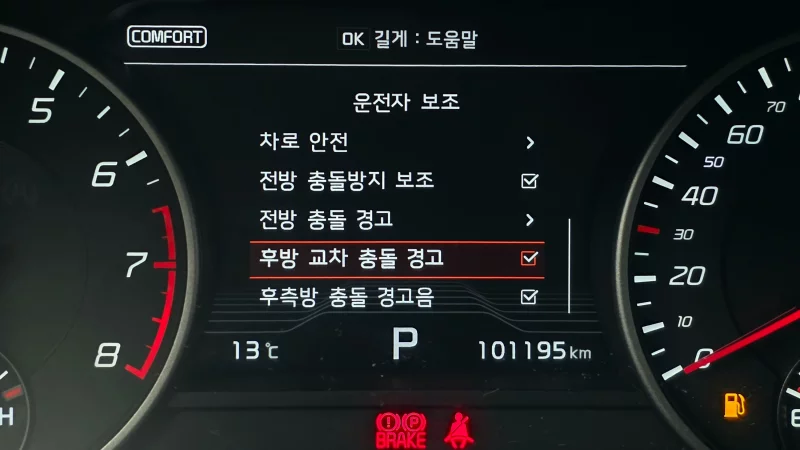 COMFORT
OK 길게 : 도움말
운전자 보조
차로 안전
전방 충돌방지 보조
전방 충돌 경고
후방 교차 충돌 경고
후측방 충돌 경고음
13℃
P
101195km
5
6
7
8
H
70
60
50
40
30
20
10
0
E
P
BRAKE